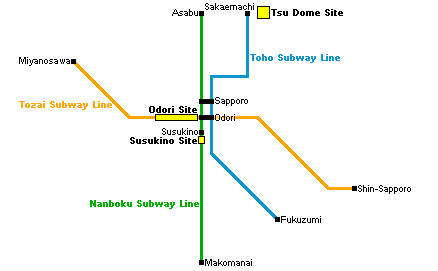 Sakaemachi
Asabu
Tsu Dome Site
Miyanosawa
Toho Subway Line
Tozai Subway Line
Sapporo
Odori Site
Odori
Susukino
Susukino Site
Shin-Sapporo
Nanboku Subway Line
Fukuzumi
Makomanai